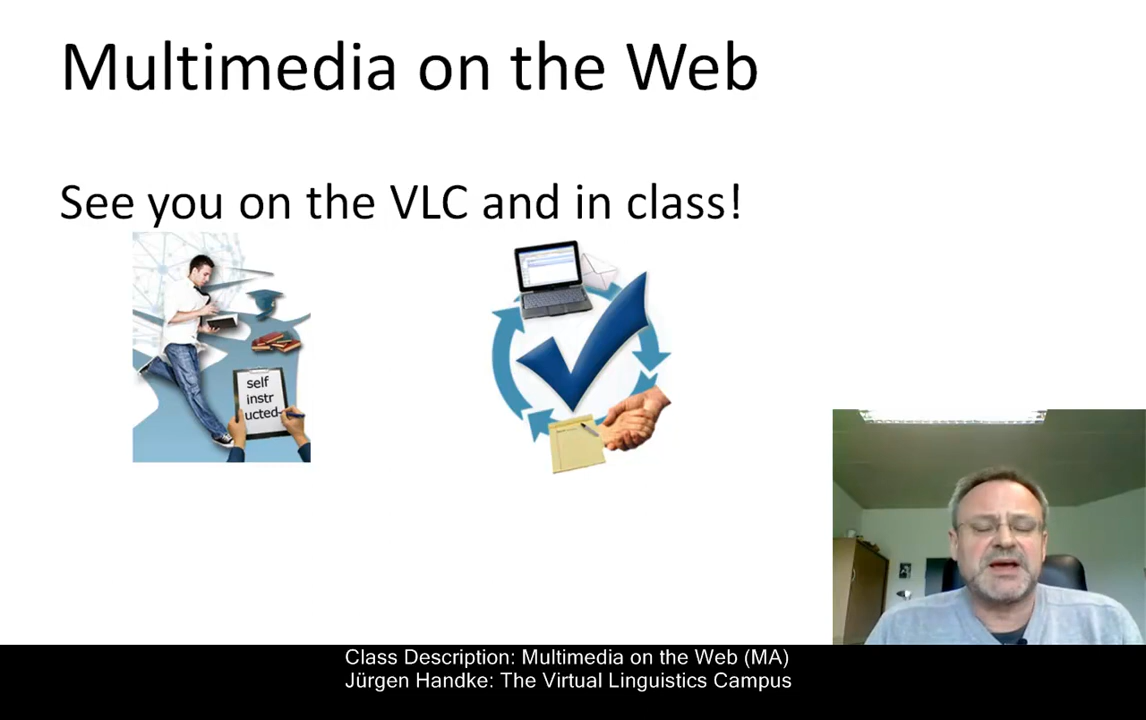 Multimedia on the Web
See you on the VLC and in class!
self
instr
ucted
Class Description: Multimedia on the Web (MA)
Jürgen Handke: The Virtual Linguistics Campus